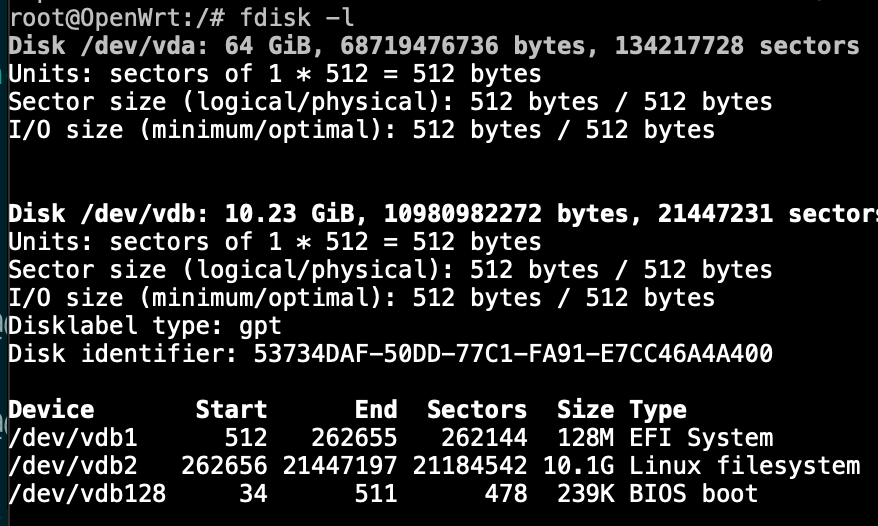 root@OpenWrt:/# fdisk -l
Disk /dev/vda: 64 GiB, 68719476736 bytes, 134217728 sectors
Units: sectors of 1 * 512 = 512 bytes
Sector size (logical/physical): 512 bytes / 512 bytes
I/O size (minimum/optimal): 512 bytes / 512 bytes
Disk /dev/vdb: 10.23 GiB, 10980982272 bytes, 21447231 sectors
Units: sectors of 1 * 512 = 512 bytes
Sector size (logical/physical): 512 bytes / 512 bytes
I/O size (minimum/optimal): 512 bytes / 512 bytes
Disklabel type: gpt
Disk identifier: 53734DAF-50DD-77C1-FA91-E7CC46A4A400
Device Start End Sectors Size Type
/dev/vdb1 512 262655 262144 128M EFI System
/dev/vdb2 262656 21447197 21184542 10.1G Linux filesystem
/dev/vdb128 34 511 478 239K BIOS boot